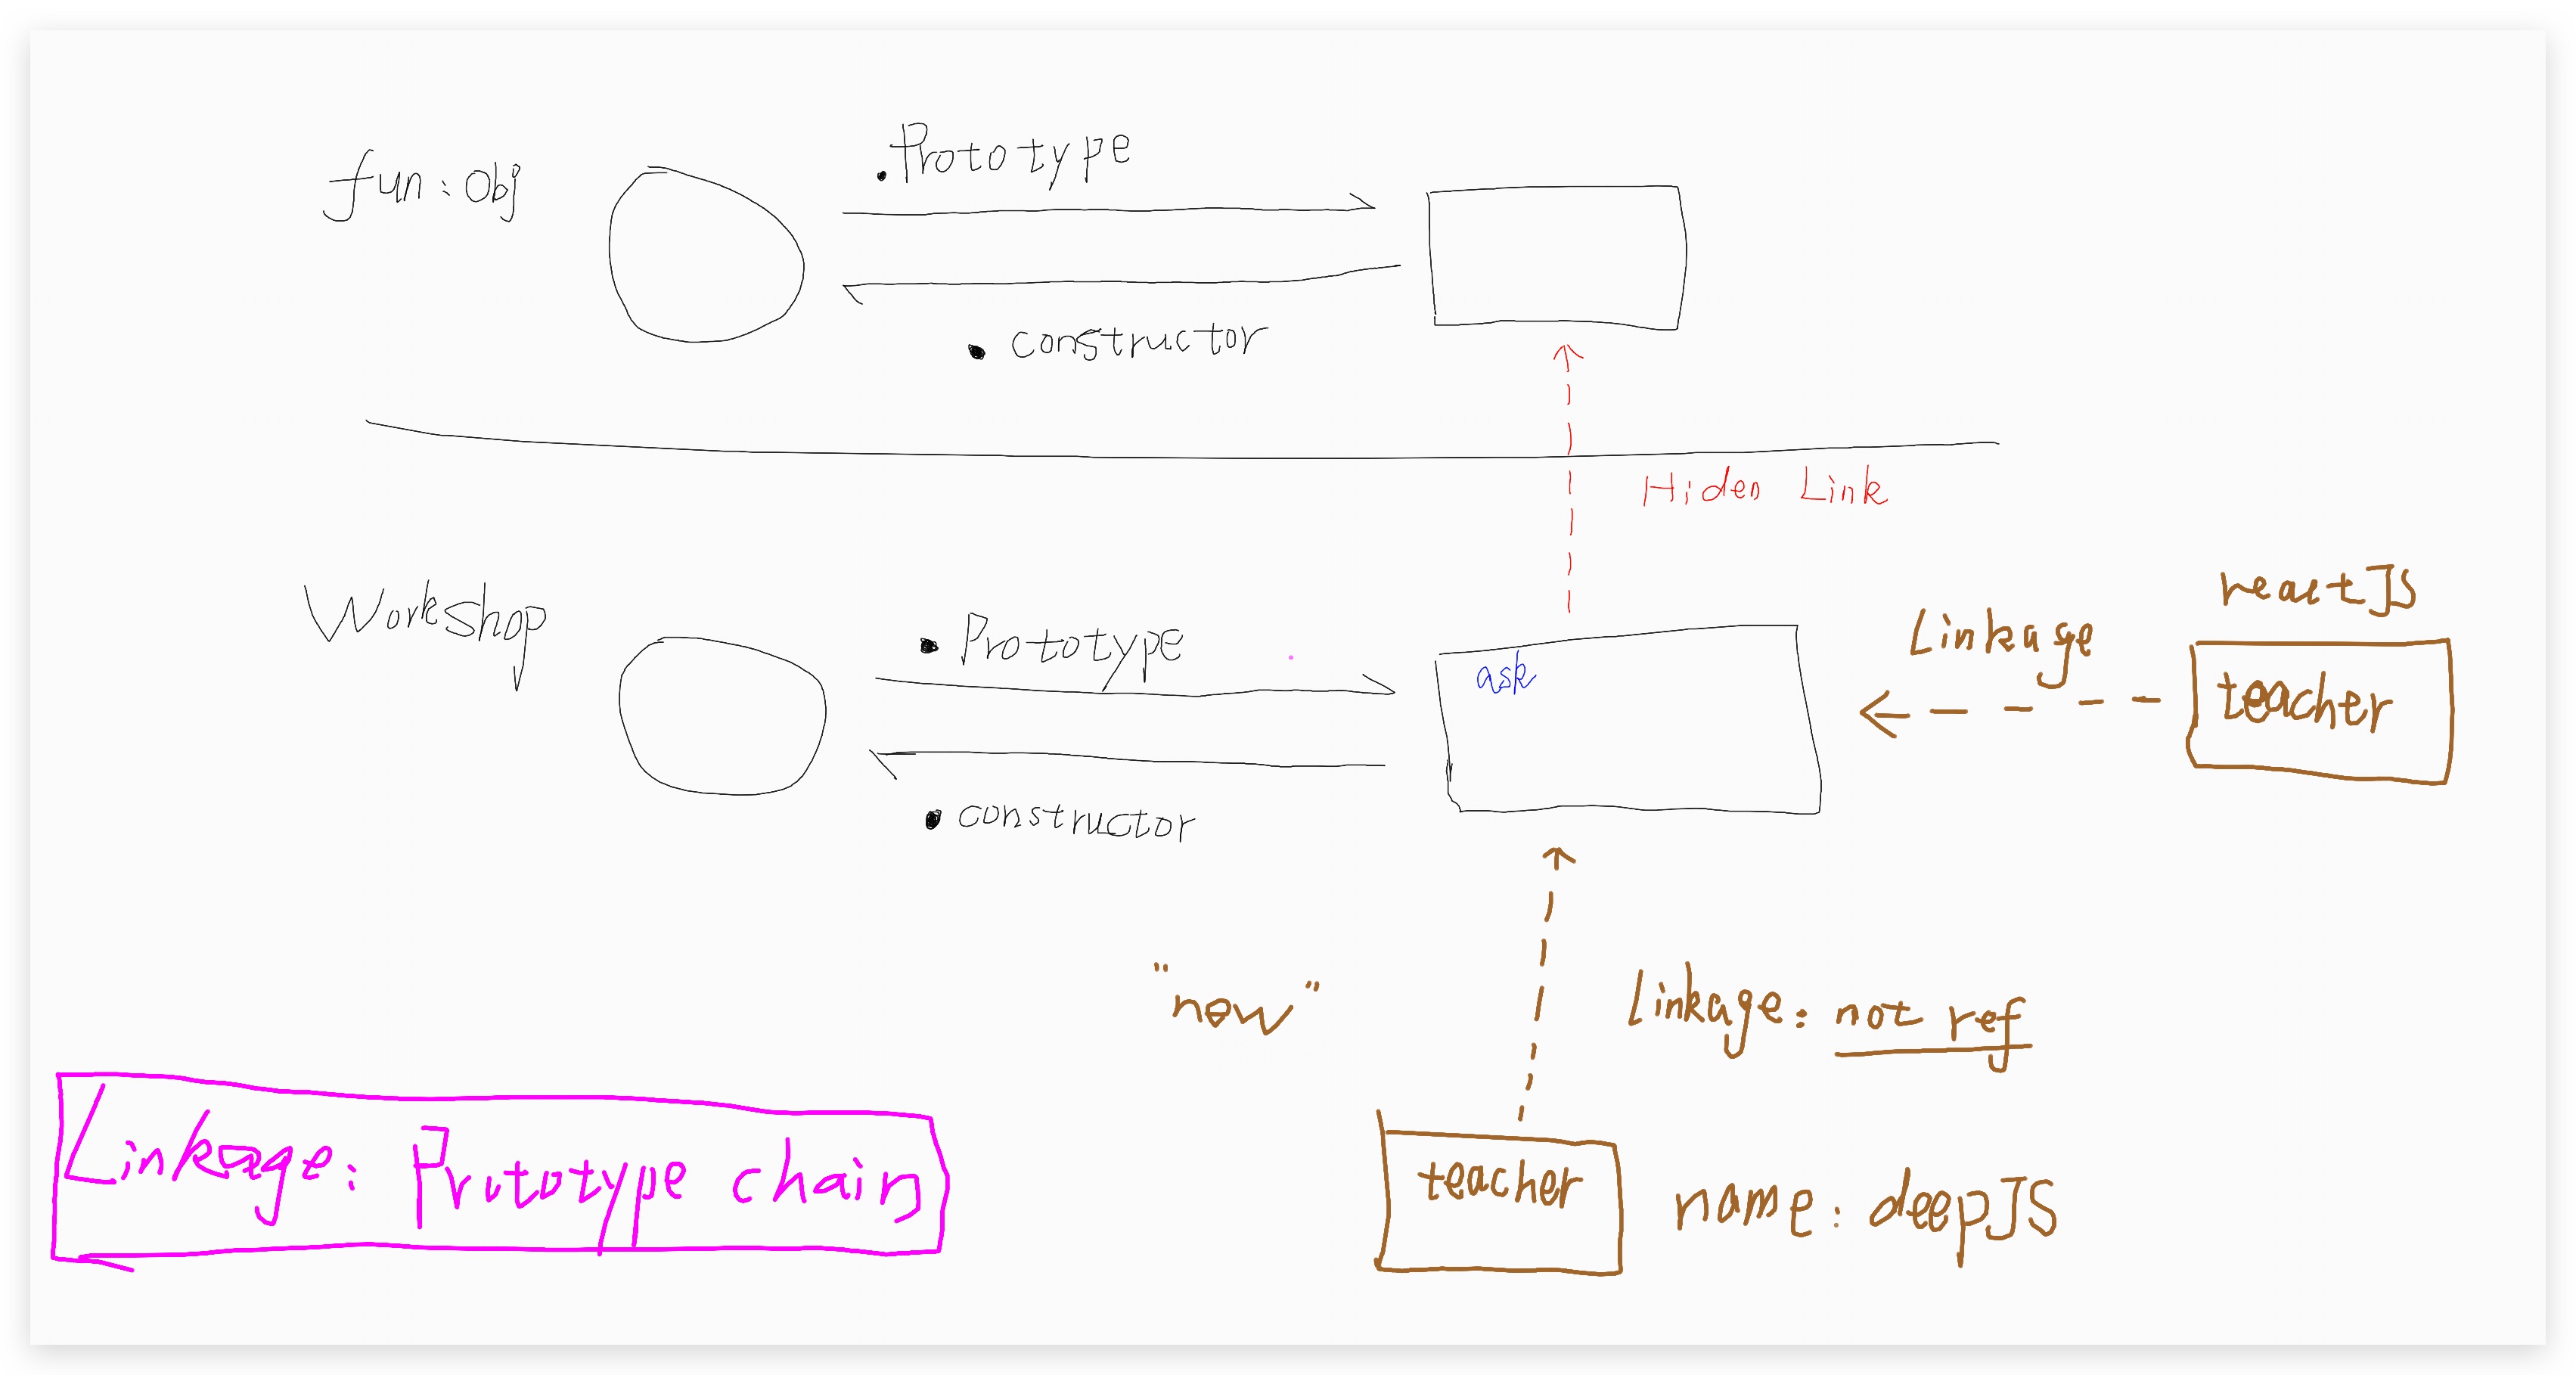 fun: Obj
.Prototype
• constructor
Hiden Link
Workshop
• Prototype
ask
Linkage
reactJS
teacher
• constructor
"new"
Linkage: not ref
Linkage: Prototype chain
teacher
name: deepJS